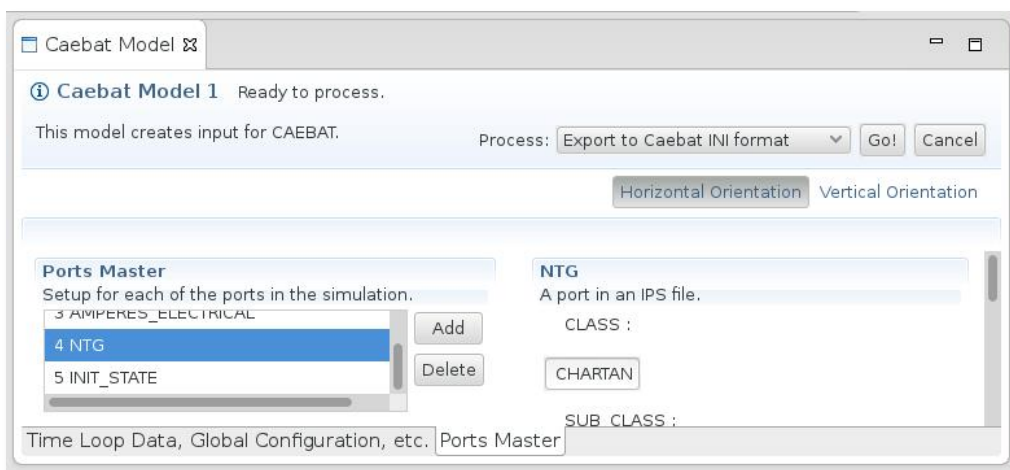 Caebat Model
Caebat Model 1 Ready to process.
This model creates input for CAEBAT.
Process: Export to Caebat INI format Go! Cancel
Horizontal Orientation Vertical Orientation
Ports Master
Setup for each of the ports in the simulation.
3 AMPERES_ELECTRICAL
4 NTG
5 INIT_STATE
Add
Delete
NTG
A port in an IPS file.
CLASS :
CHARTAN
SUB_CLASS :
Time Loop Data, Global Configuration, etc. Ports Master